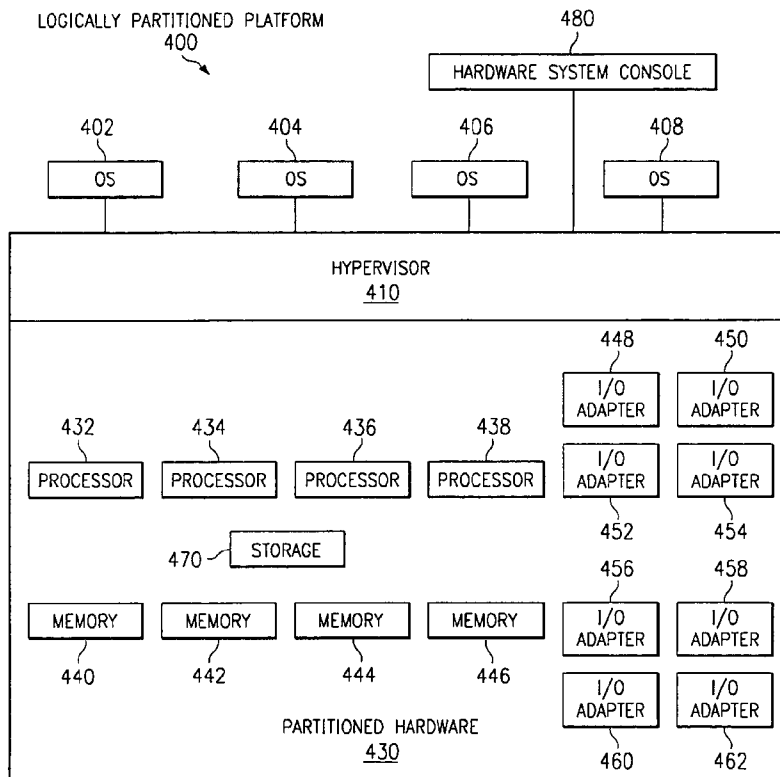 LOGICALLY PARTITIONED PLATFORM
400
480
HARDWARE SYSTEM CONSOLE
402
404
406
408
OS
OS
OS
OS
HYPERVISOR
410
448
450
I/O
ADAPTER
I/O
ADAPTER
432
434
436
438
PROCESSOR
PROCESSOR
PROCESSOR
PROCESSOR
I/O
ADAPTER
I/O
ADAPTER
452
454
470
STORAGE
456
458
MEMORY
MEMORY
MEMORY
MEMORY
I/O
ADAPTER
I/O
ADAPTER
440
442
444
446
I/O
ADAPTER
I/O
ADAPTER
PARTITIONED HARDWARE
430
460
462